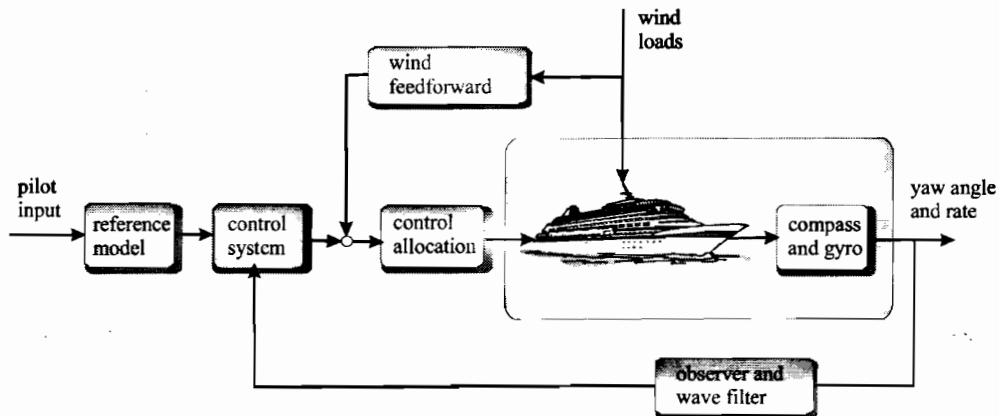 wind
loads
wind
feedforward
pilot
input
reference
model
control
system
control
allocation
compass
and gyro
yaw angle
and rate
observer and
wave filter